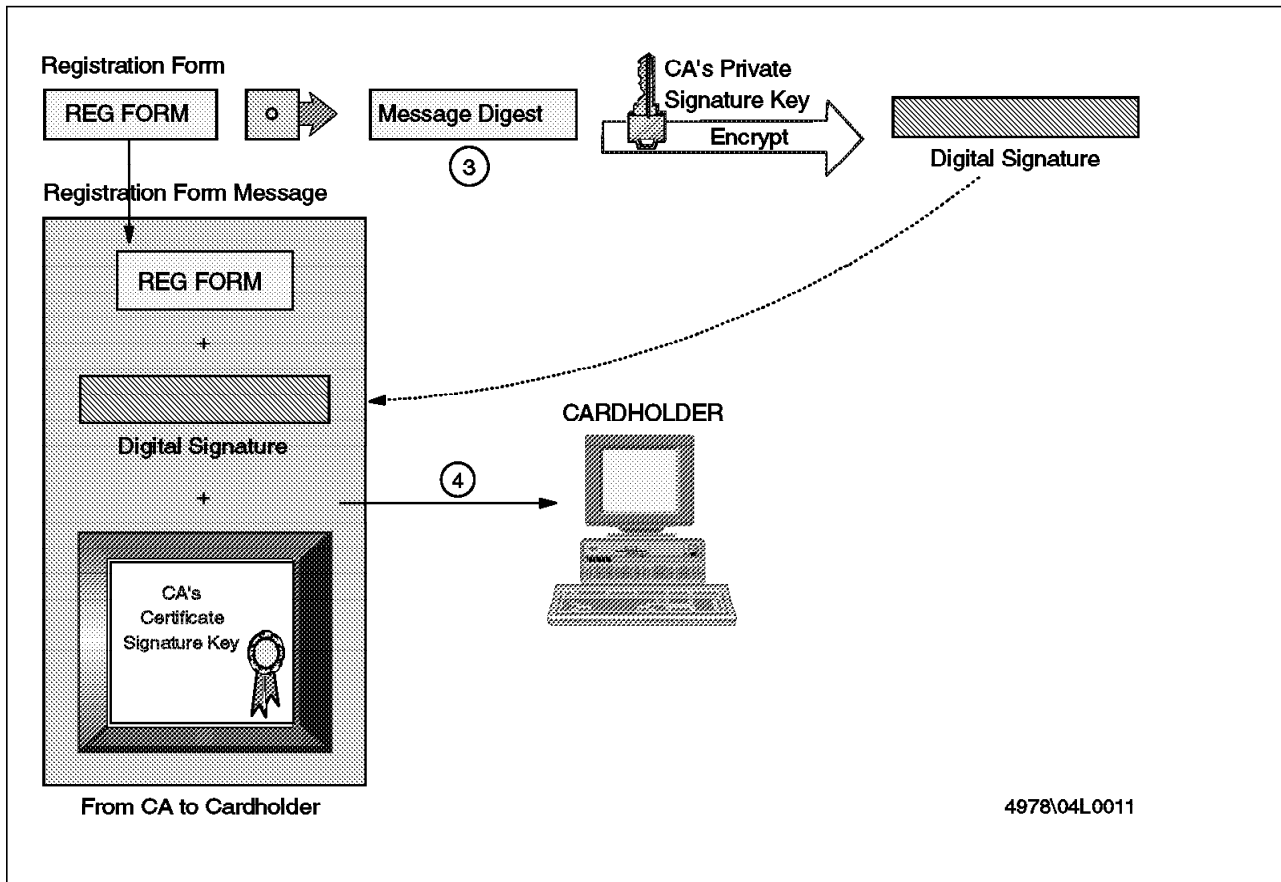 Registration Form
REG FORM
Message Digest
3
CA's Private
Signature Key
Encrypt
Digital Signature
Registration Form Message
REG FORM
+
Digital Signature
+
CA's
Certificate
Signature Key
From CA to Cardholder
4
CARDHOLDER
4978\04L0011